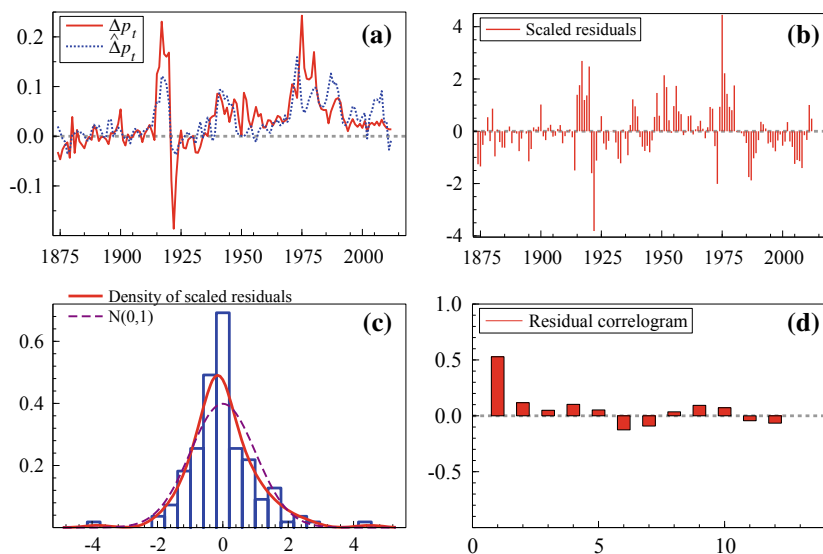 0.2
0.1
0.0
-0.1
Δp_t
Δ̂p_t
(a)
1875 1900 1925 1950 1975 2000
4
2
0
-2
-4
Scaled residuals
(b)
1875 1900 1925 1950 1975 2000
Density of scaled residuals
N(0,1)
(c)
0.6
0.4
0.2
-4 -2 0 2 4
1.0
0.5
0.0
-0.5
Residual correlogram
(d)
0 5 10